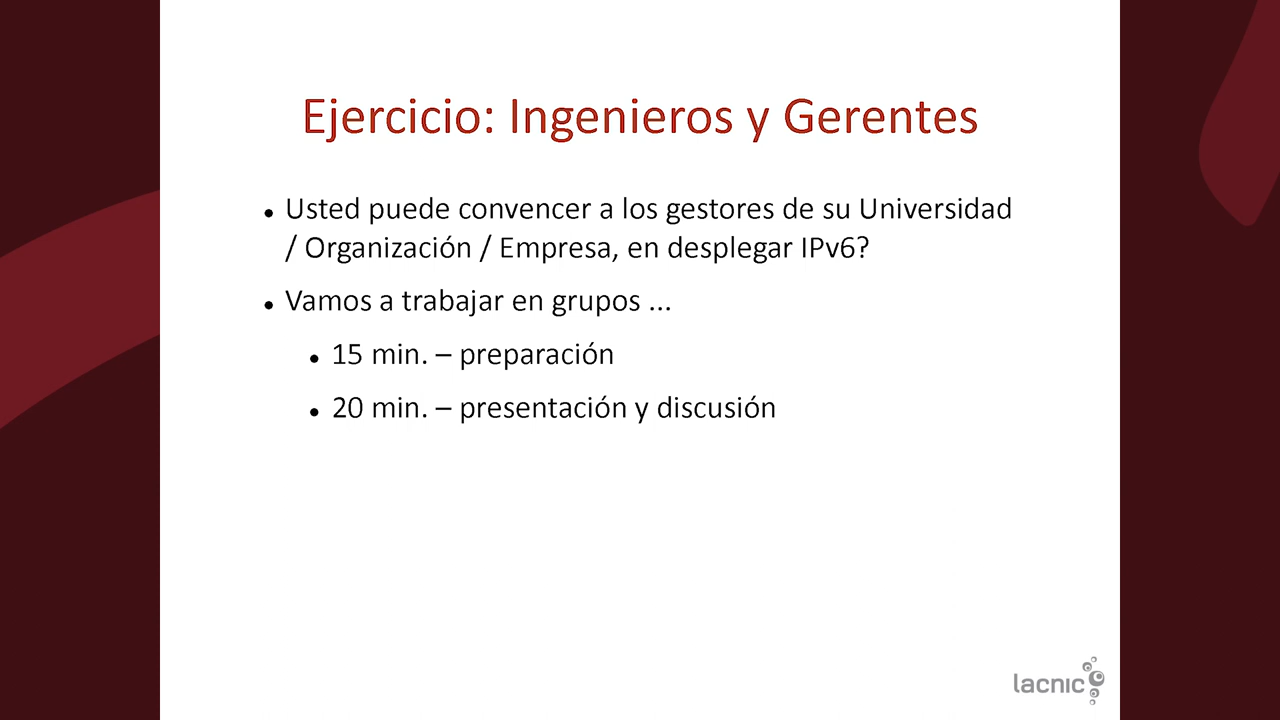 Ejercicio: Ingenieros y Gerentes
Usted puede convencer a los gestores de su Universidad
/ Organización / Empresa, en desplegar IPv6?
Vamos a trabajar en grupos ...
15 min. – preparación
20 min. – presentación y discusión
lacnic